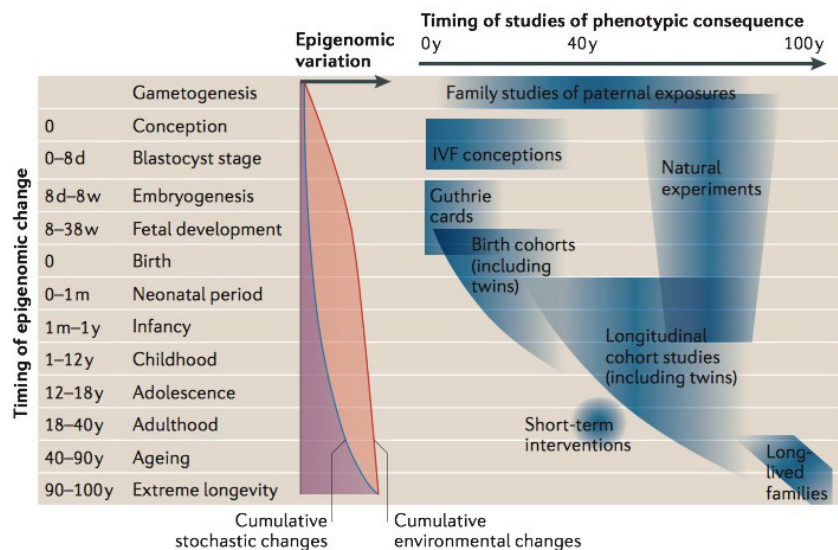 Timing of studies of phenotypic consequence
0y 40y 100y
Epigenomic
variation
Timing of epigenomic change
Gametogenesis
0 Conception
0–8d Blastocyst stage
8d–8w Embryogenesis
8–38w Fetal development
0 Birth
0–1m Neonatal period
1m–1y Infancy
1–12y Childhood
12–18y Adolescence
18–40y Adulthood
40–90y Ageing
90–100y Extreme longevity
Cumulative
stochastic changes
Cumulative
environmental changes
Family studies of paternal exposures
IVF conceptions
Natural
experiments
Guthrie
cards
Birth cohorts
(including
twins)
Longitudinal
cohort studies
(including twins)
Short-term
interventions
Long-
lived
families